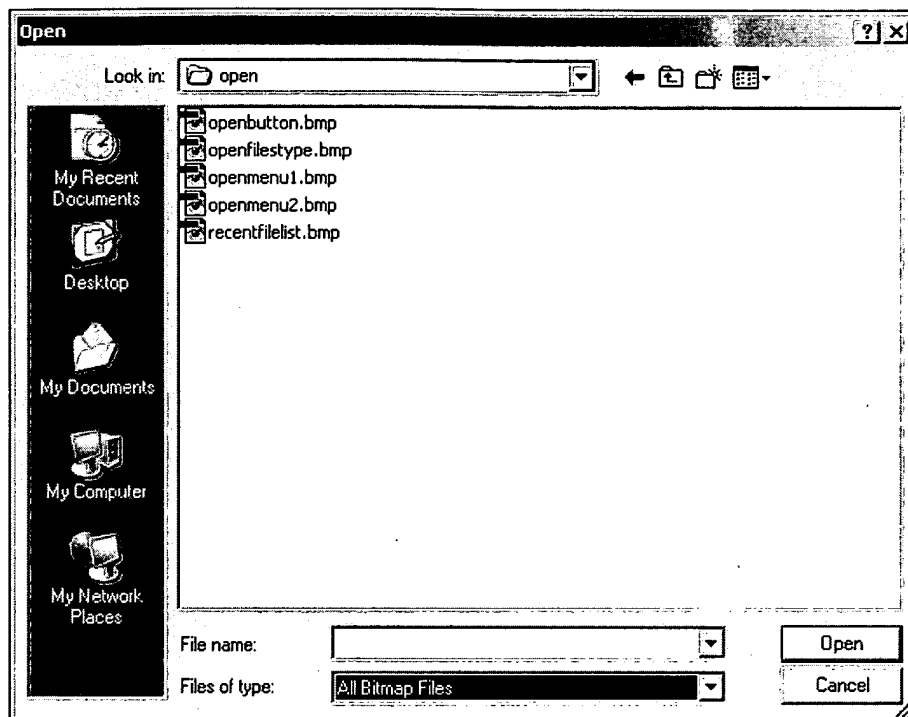 Open
Look in: open
openbutton.bmp
openfilestype.bmp
openmenu1.bmp
openmenu2.bmp
recentfilelist.bmp
My Recent
Documents
Desktop
My Documents
My Computer
My Network
Places
File name:
Open
Files of type: All Bitmap Files
Cancel